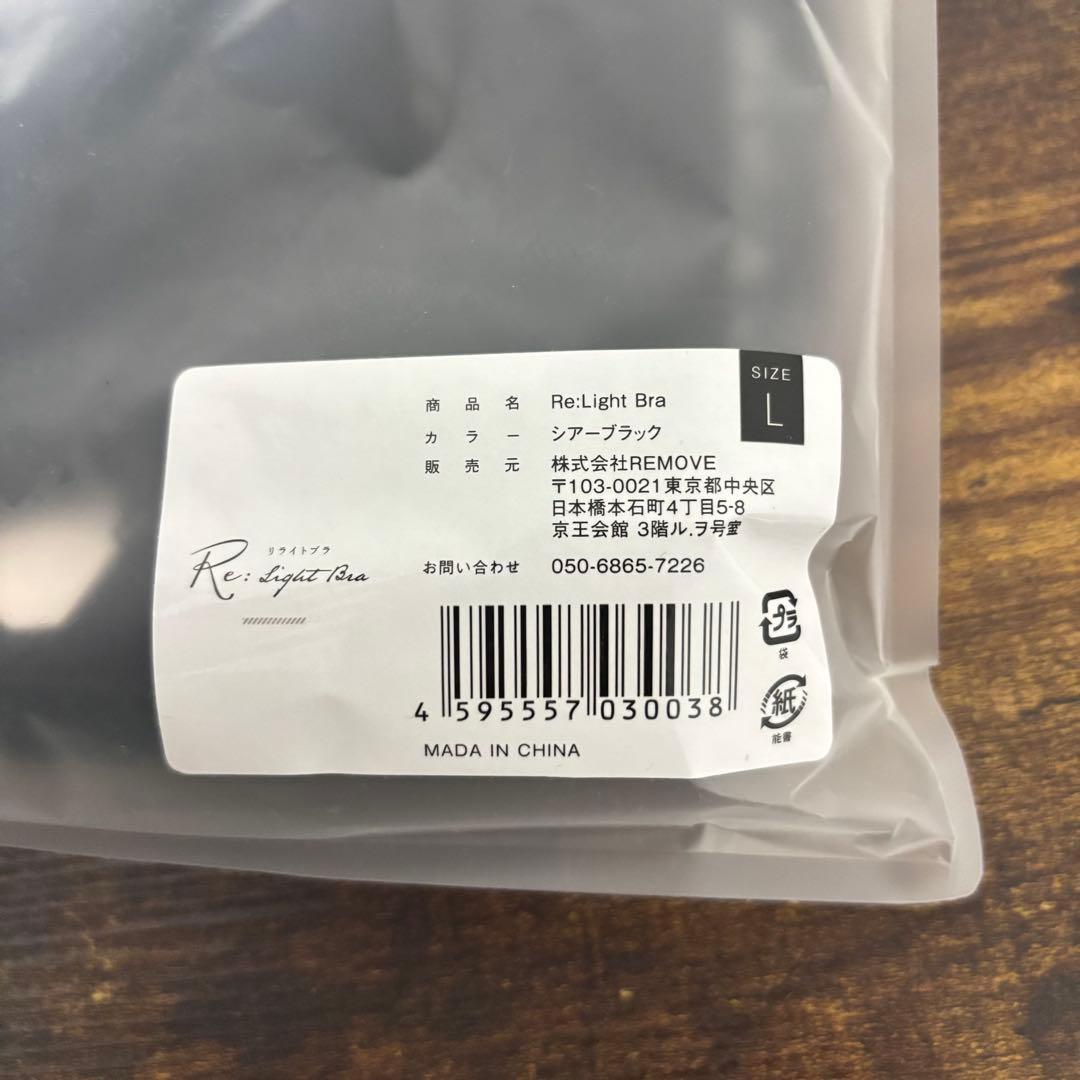 SIZE
L
商品名 Re:Light Bra
カラー シアーブラック
販売元 株式会社REMOVE
〒103-0021東京都中央区
日本橋本石町4丁目5-8
京王会館 3階ル.ヲ号室
お問い合わせ 050-6865-7226
リライトブラ
Re: Light Bra
4 595557 030038
MADE IN CHINA
プラ
袋
紙
能書